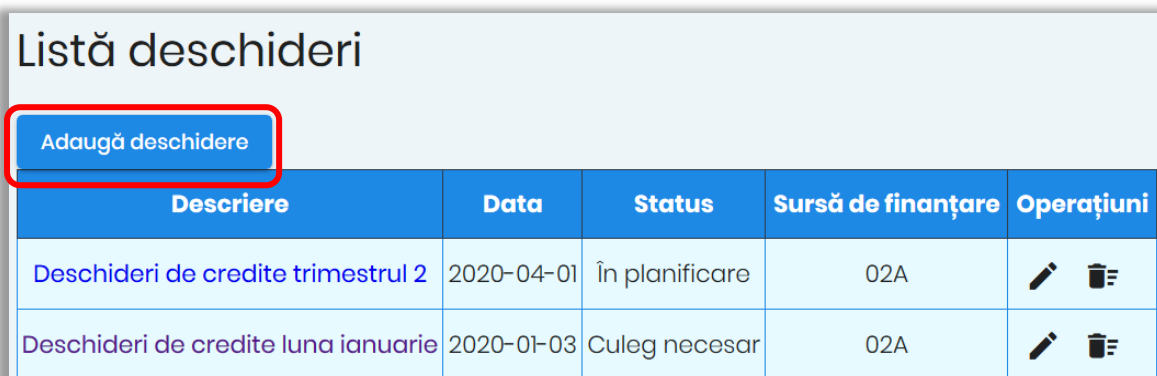 Listă deschideri
Adaugă deschidere
Descriere Data Status Sursă de finanțare Operațiuni
Deschideri de credite trimestrul 2 2020-04-01 În planificare 02A
Deschideri de credite luna ianuarie 2020-01-03 Culeg necesar 02A